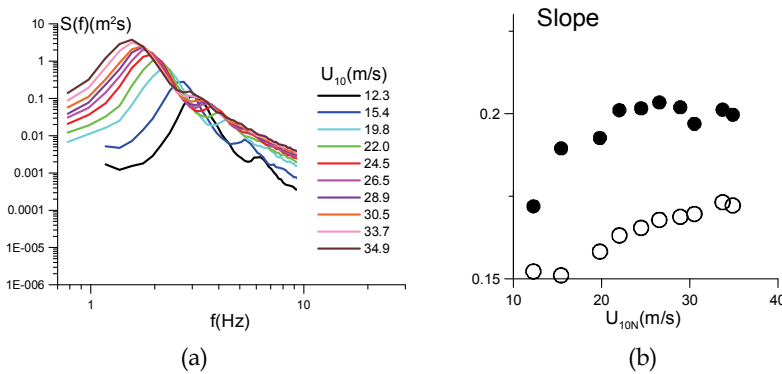 S(f)(m²s)
10
1
0.1
0.01
0.001
0.0001
1E-005
1E-006
1
10
f(Hz)
U10(m/s)
12.3
15.4
19.8
22.0
24.5
26.5
28.9
30.5
33.7
34.9
(a)
Slope
0.2
0.15
10
20
30
40
U10N(m/s)
(b)